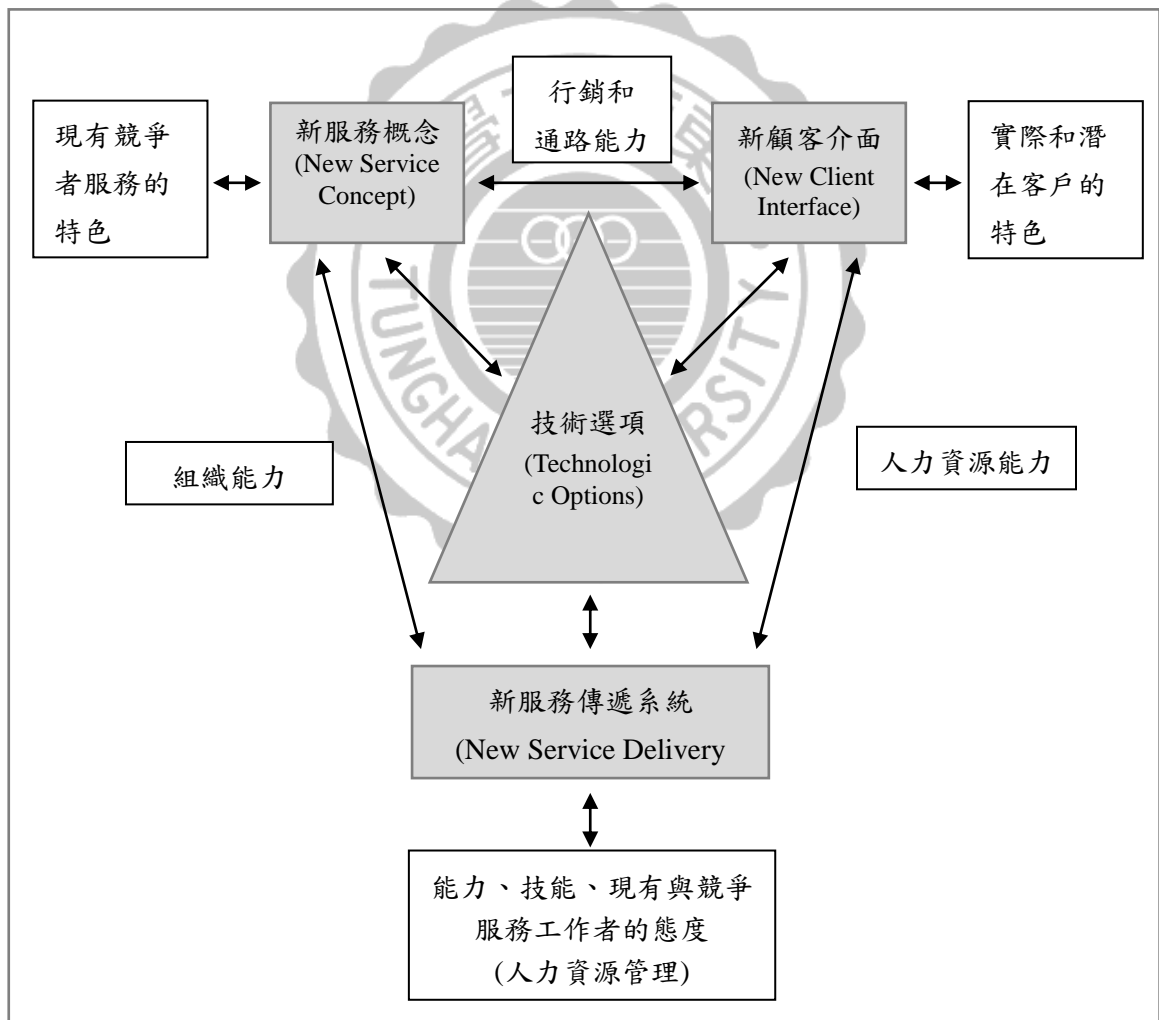 行銷和
通路能力
現有競爭
者服務的
特色
新服務概念
(New Service
Concept)
新顧客介面
(New Client
Interface)
實際和潛
在客戶的
特色
技術選項
(Technologi
c Options)
組織能力
人力資源能力
新服務傳遞系統
(New Service Delivery
能力、技能、現有與競爭
服務工作者的態度
(人力資源管理)